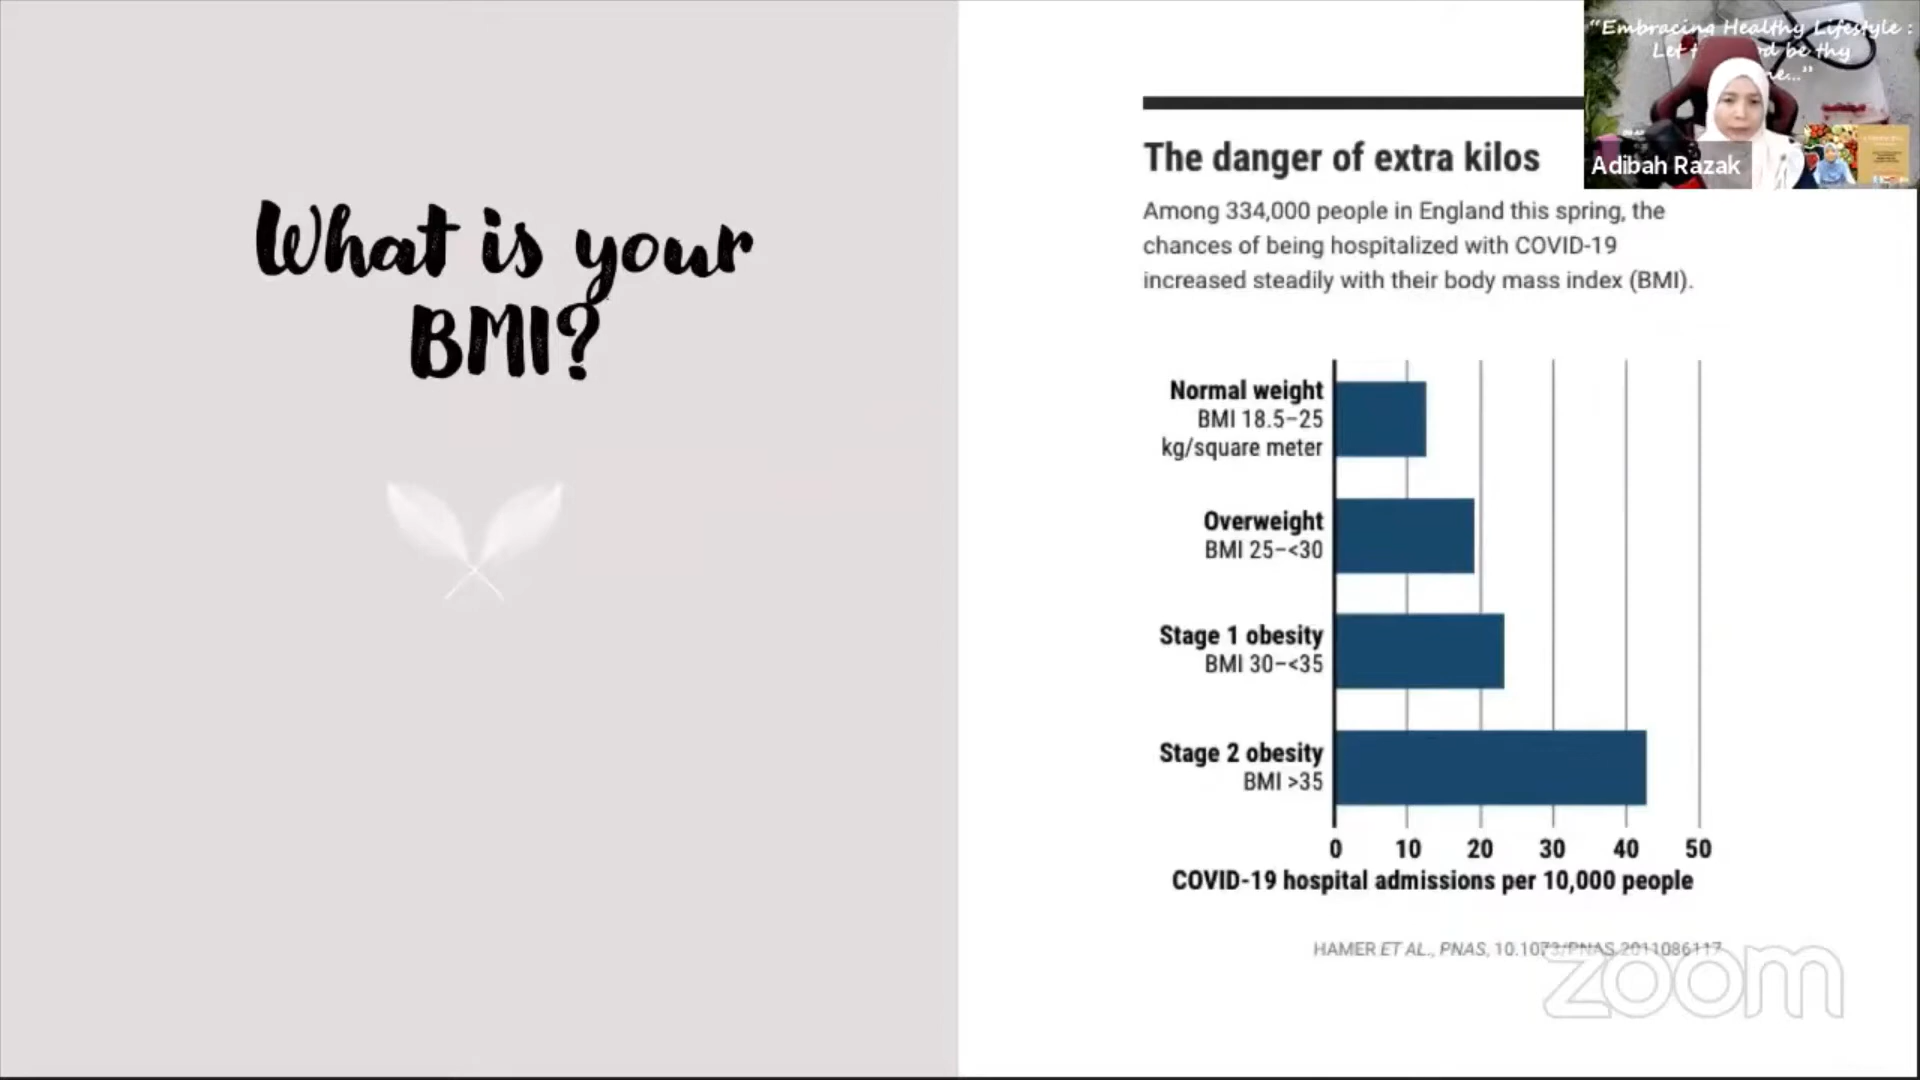 What is your
BMI?
"Embracing Healthy Lifestyle :
Let be thy
Adibah Razak
The danger of extra kilos
Among 334,000 people in England this spring, the
chances of being hospitalized with COVID-19
increased steadily with their body mass index (BMI).
Normal weight
BMI 18.5–25
kg/square meter
Overweight
BMI 25–<30
Stage 1 obesity
BMI 30–<35
Stage 2 obesity
BMI >35
0 10 20 30 40 50
COVID-19 hospital admissions per 10,000 people
HAMER ET AL., PNAS, 10.1073/PNAS.2011086117
zoom